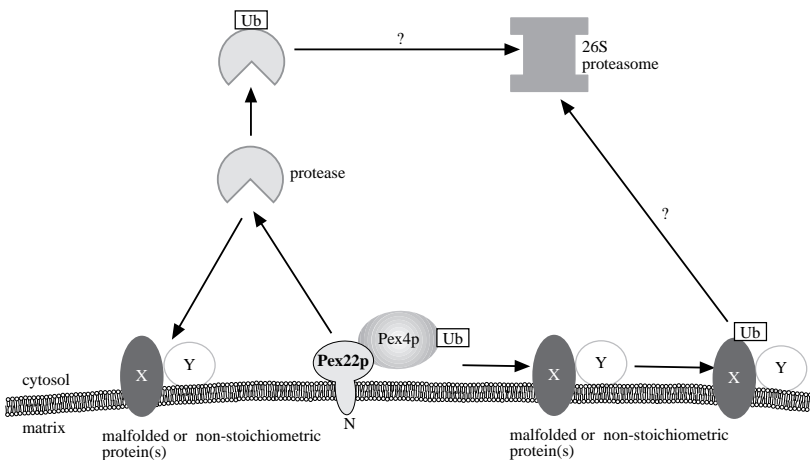 Ub
?
26S
proteasome
protease
?
Pex22p
Pex4p
Ub
X
Y
X
Y
Ub
X
Y
cytosol
matrix
N
malfolded or non-stoichiometric
protein(s)
malfolded or non-stoichiometric
protein(s)